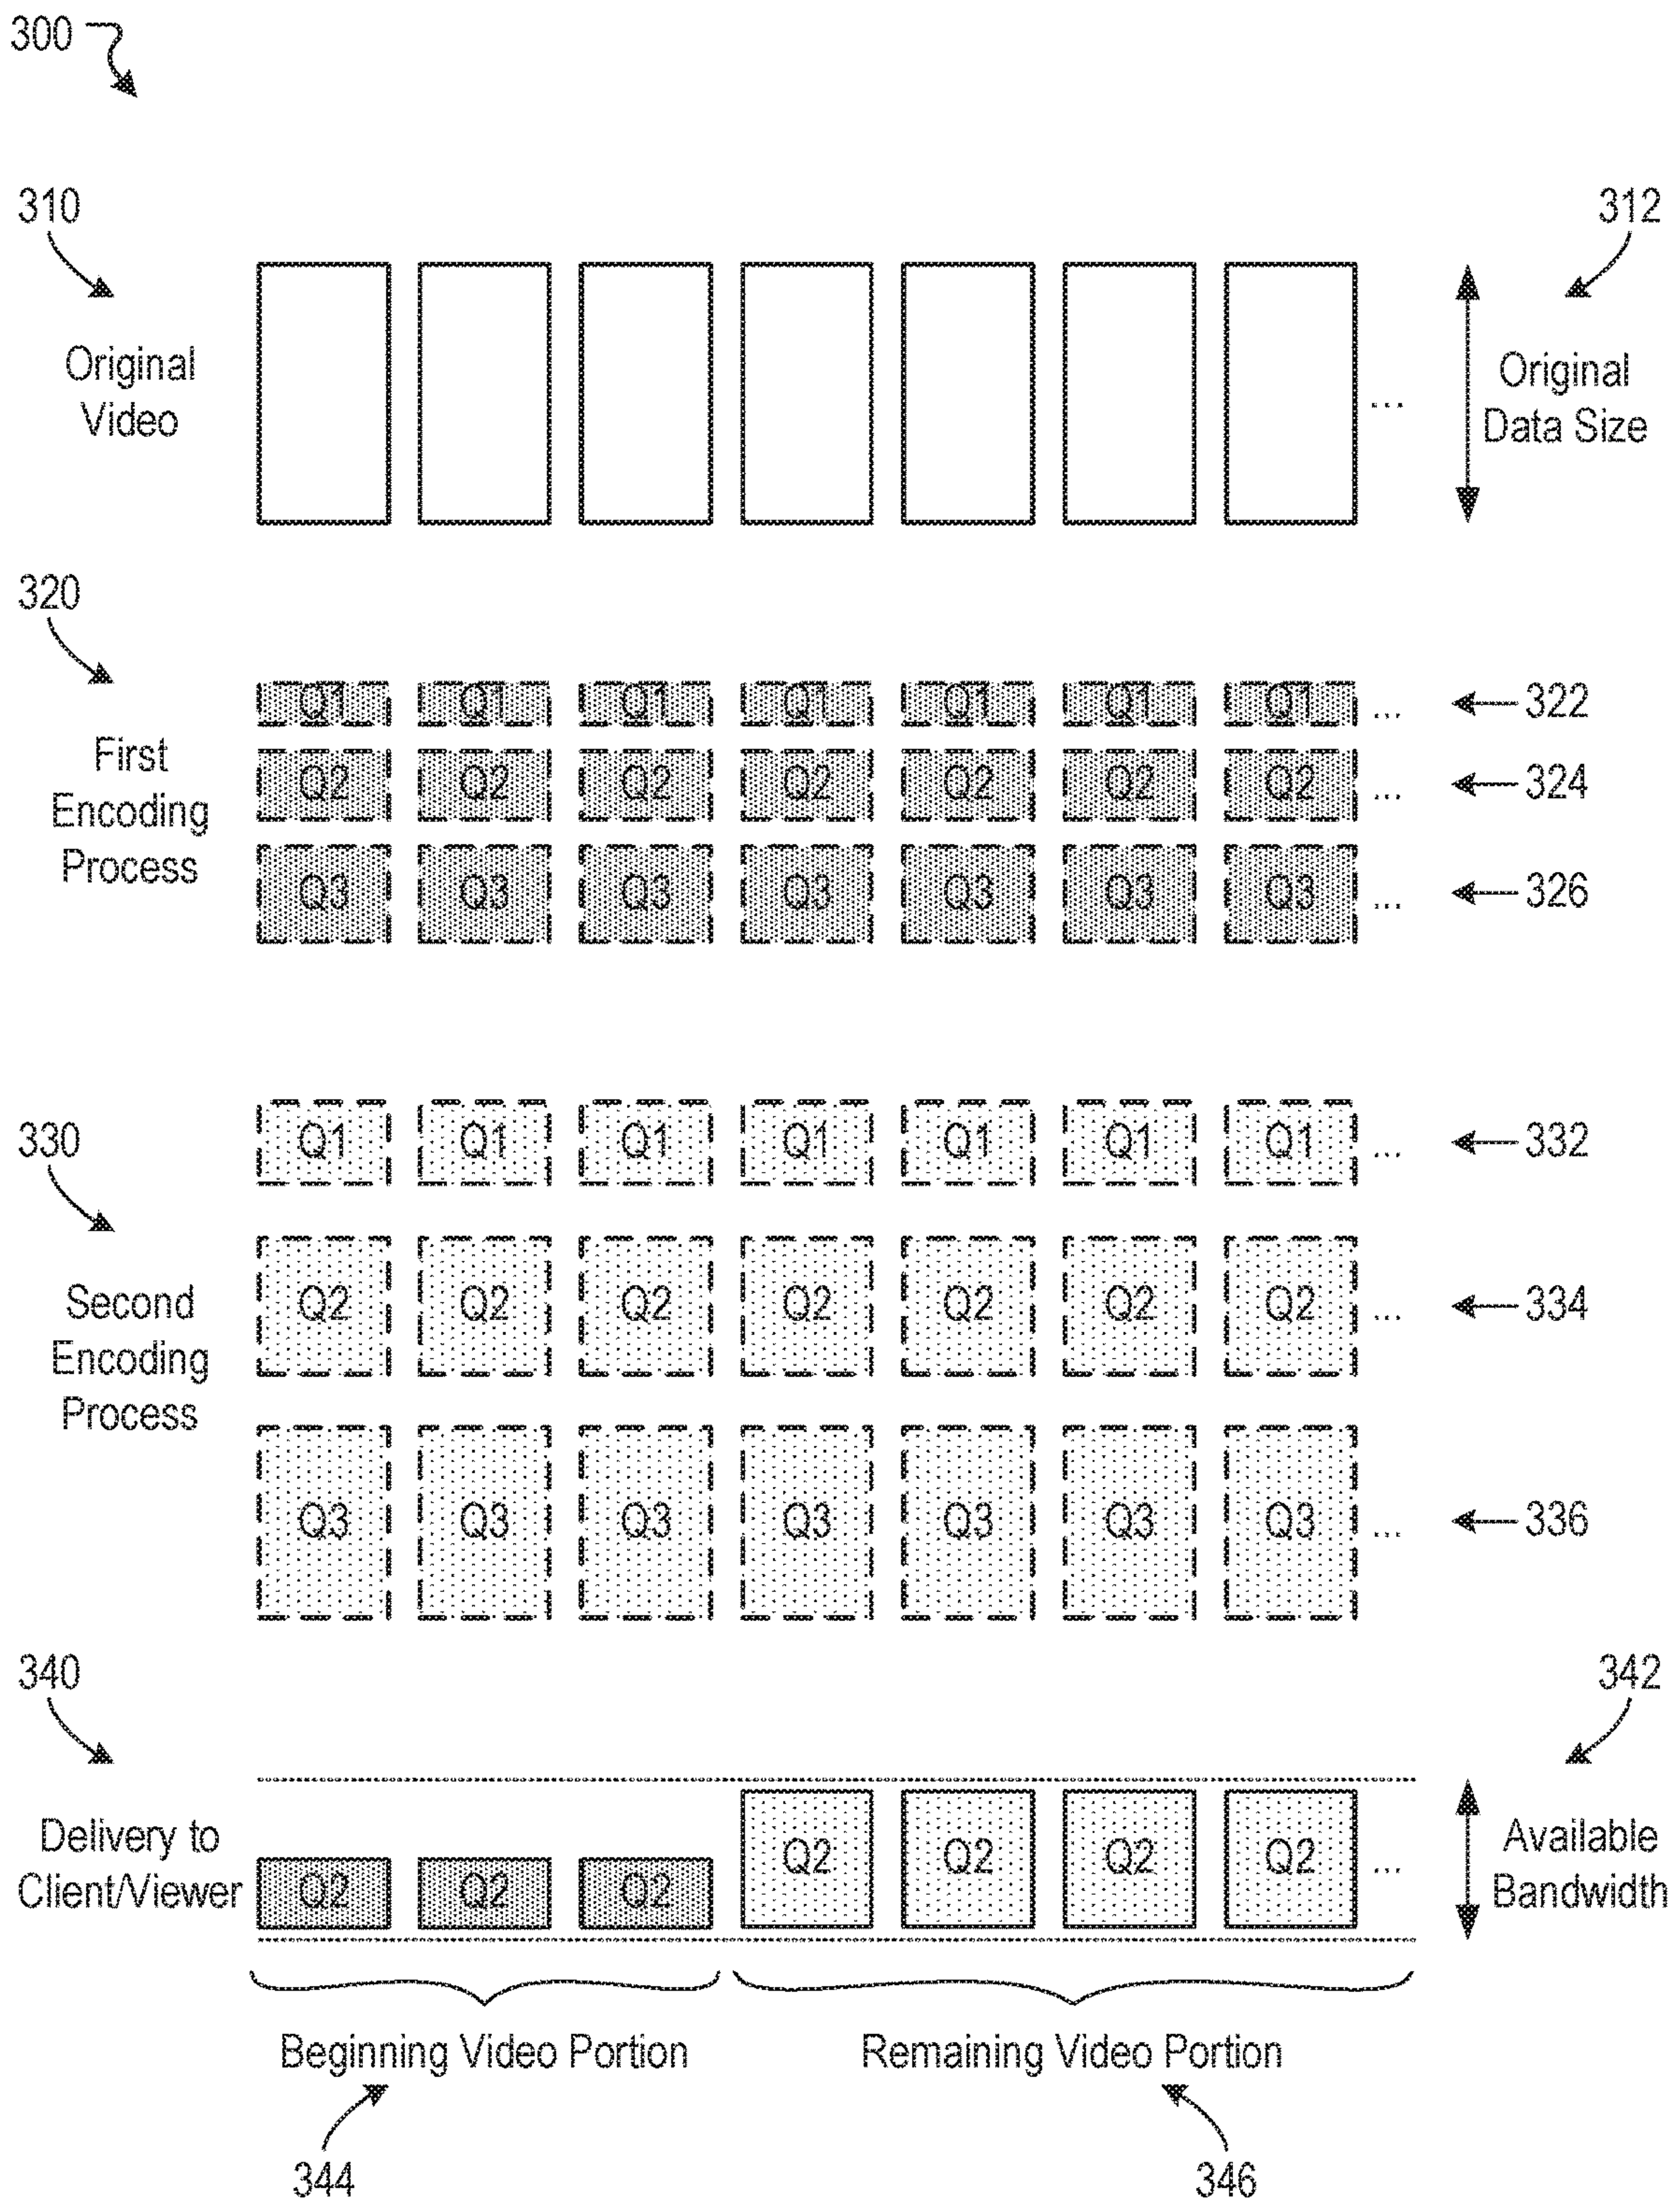 300
310
312
Original
Video
...
Original
Data Size
320
First
Encoding
Process
Q1 Q1 Q1 Q1 Q1 Q1 Q1 ... 322
Q2 Q2 Q2 Q2 Q2 Q2 Q2 ... 324
Q3 Q3 Q3 Q3 Q3 Q3 Q3 ... 326
330
Second
Encoding
Process
Q1 Q1 Q1 Q1 Q1 Q1 Q1 ... 332
Q2 Q2 Q2 Q2 Q2 Q2 Q2 ... 334
Q3 Q3 Q3 Q3 Q3 Q3 Q3 ... 336
340
342
Delivery to
Client/Viewer
Q2 Q2 Q2 Q2 Q2 Q2 Q2 ...
Available
Bandwidth
Beginning Video Portion
Remaining Video Portion
344
346